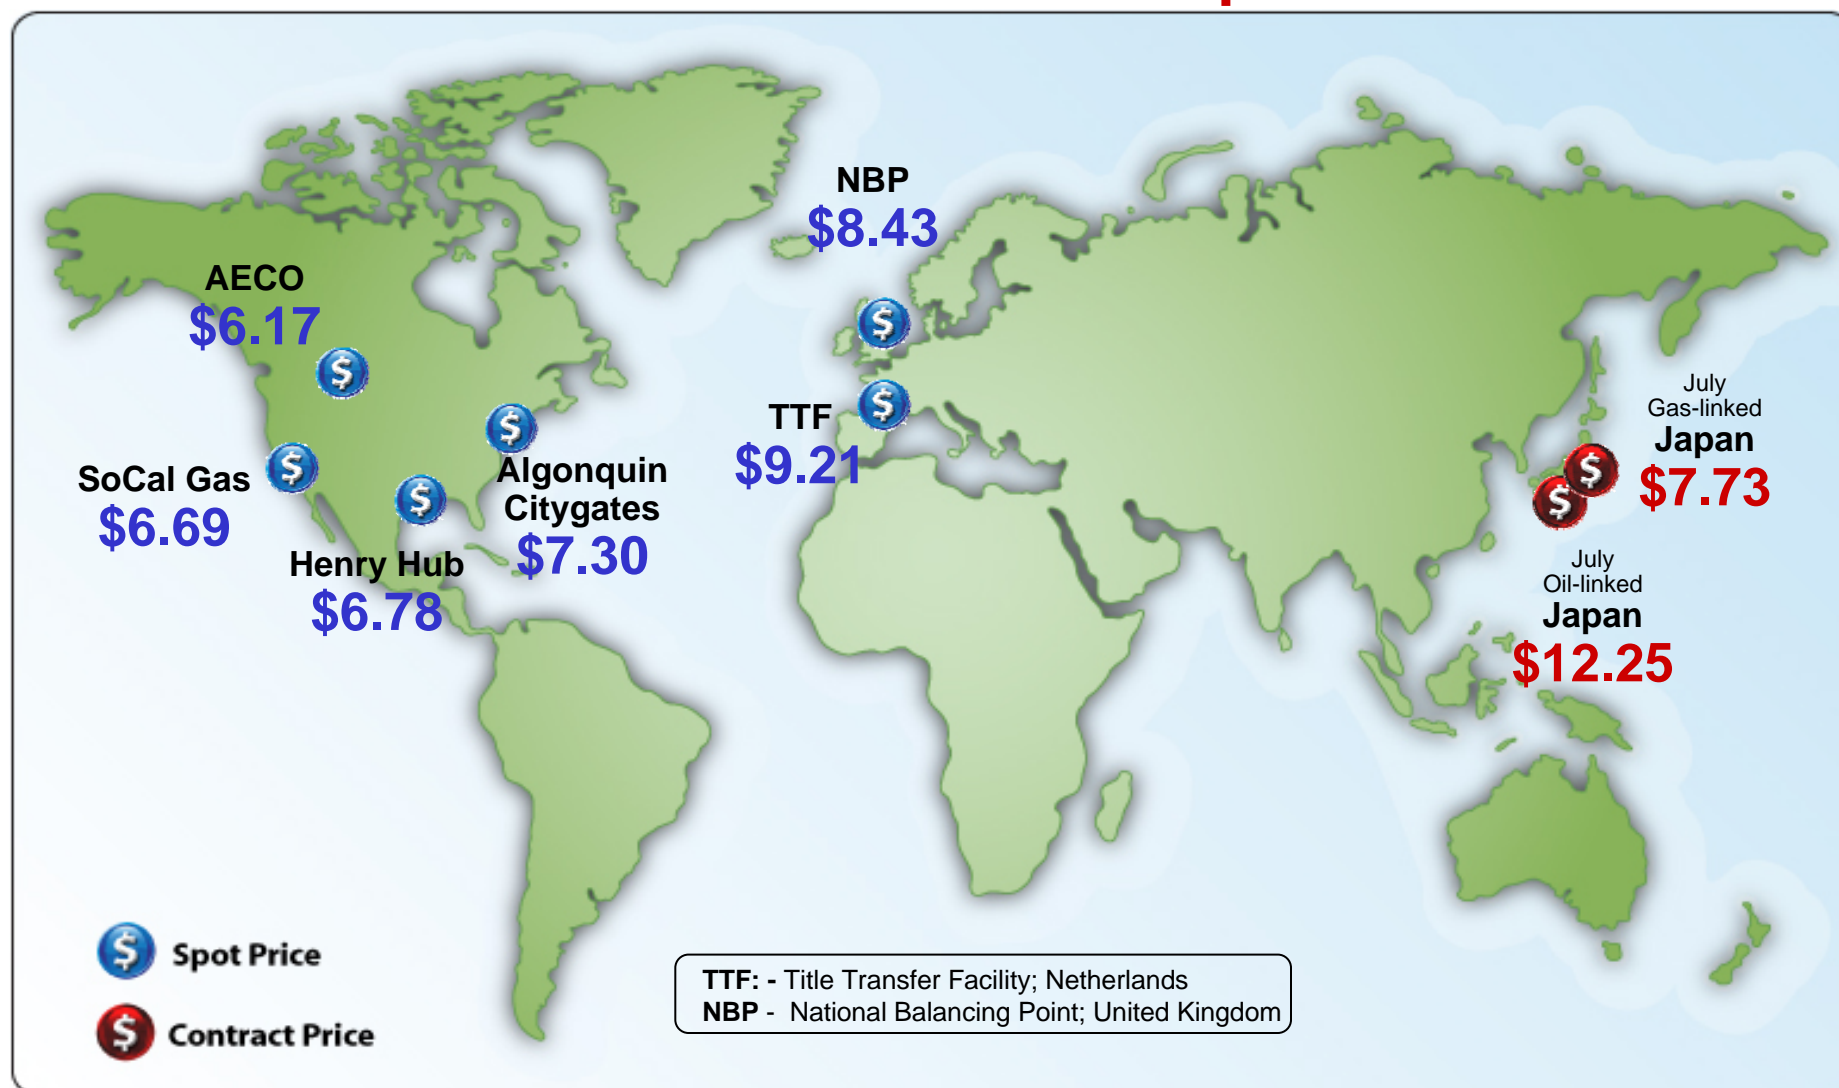 NBP
$8.43
AECO
$6.17
TTF
$9.21
SoCal Gas
$6.69
Algonquin
Citygates
$7.30
Henry Hub
$6.78
July
Gas-linked
Japan
$7.73
July
Oil-linked
Japan
$12.25
Spot Price
Contract Price
TTF: - Title Transfer Facility; Netherlands
NBP - National Balancing Point; United Kingdom